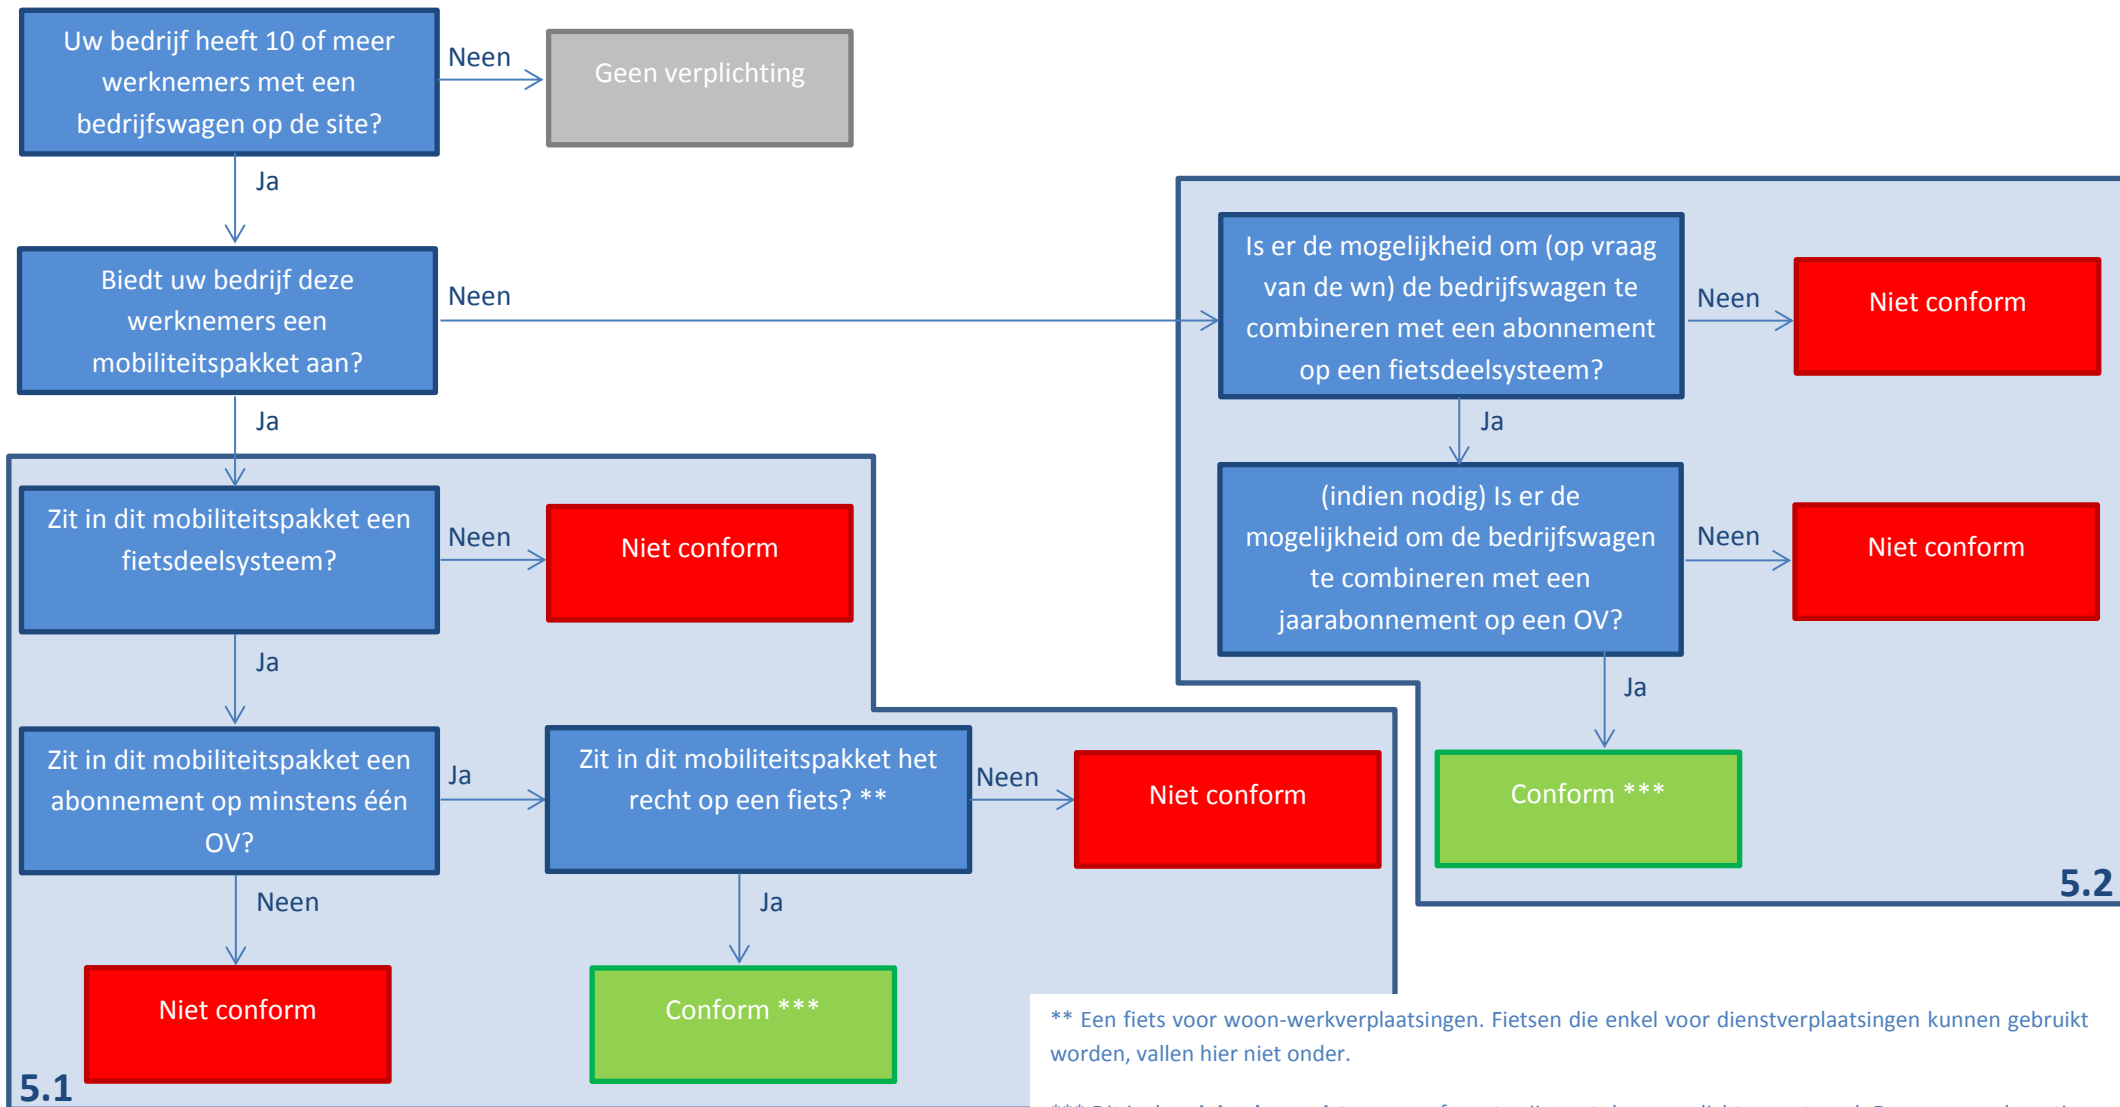 Uw bedrijf heeft 10 of meer
werknemers met een
bedrijfswagen op de site?
Neen
Geen verplichting
Ja
Biedt uw bedrijf deze
werknemers een
mobiliteitspakket aan?
Neen
Is er de mogelijkheid om (op vraag
van de wn) de bedrijfswagen te
combineren met een abonnement
op een fietsdeelsysteem?
Neen
Niet conform
Ja
Ja
(indien nodig) Is er de
mogelijkheid om de bedrijfswagen
te combineren met een
jaarabonnement op een OV?
Neen
Niet conform
Ja
Conform ***
5.2
Zit in dit mobiliteitspakket een
fietsdeelsysteem?
Neen
Niet conform
Ja
Zit in dit mobiliteitspakket een
abonnement op minstens één
OV?
Ja
Zit in dit mobiliteitspakket het
recht op een fiets? **
Neen
Niet conform
Neen
Ja
Niet conform
Conform ***
5.1
** Een fiets voor woon-werkverplaatsingen. Fietsen die enkel voor dienstverplaatsingen kunnen gebruikt
worden, vallen hier niet onder.
*** Dit is de